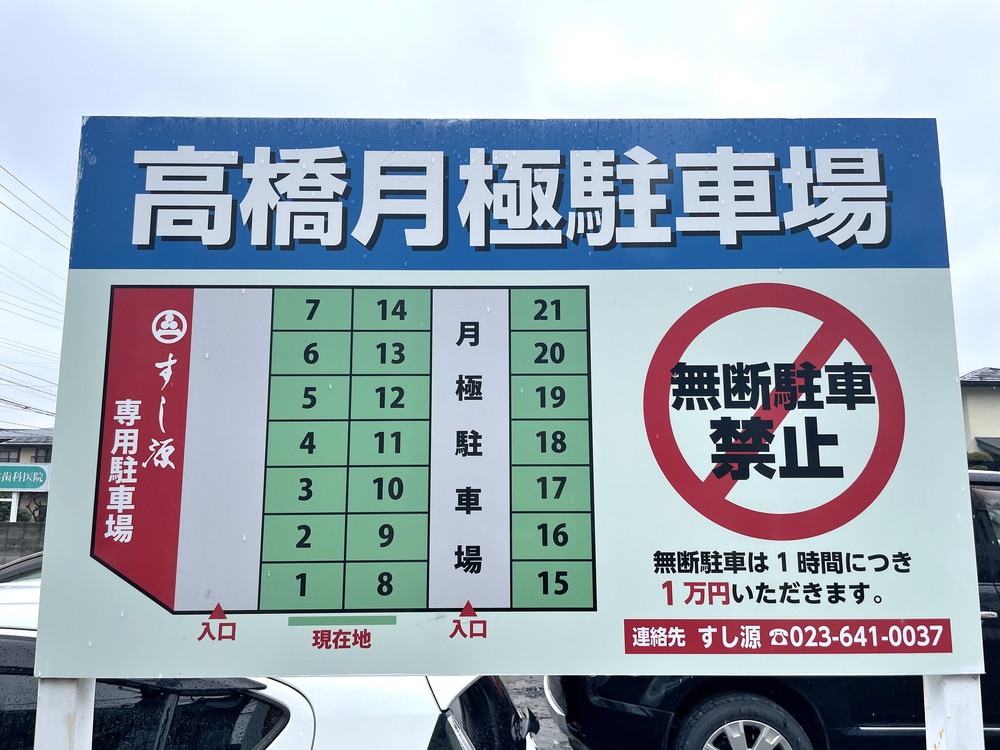 高橋月極駐車場
すし源
専用駐車場
7
6
5
4
3
2
1
14
13
12
11
10
9
8
月極駐車場
21
20
19
18
17
16
15
入口
現在地
入口
無断駐車
禁止
無断駐車は1時間につき
1万円いただきます。
連絡先 すし源 ☎023-641-0037
歯科医院